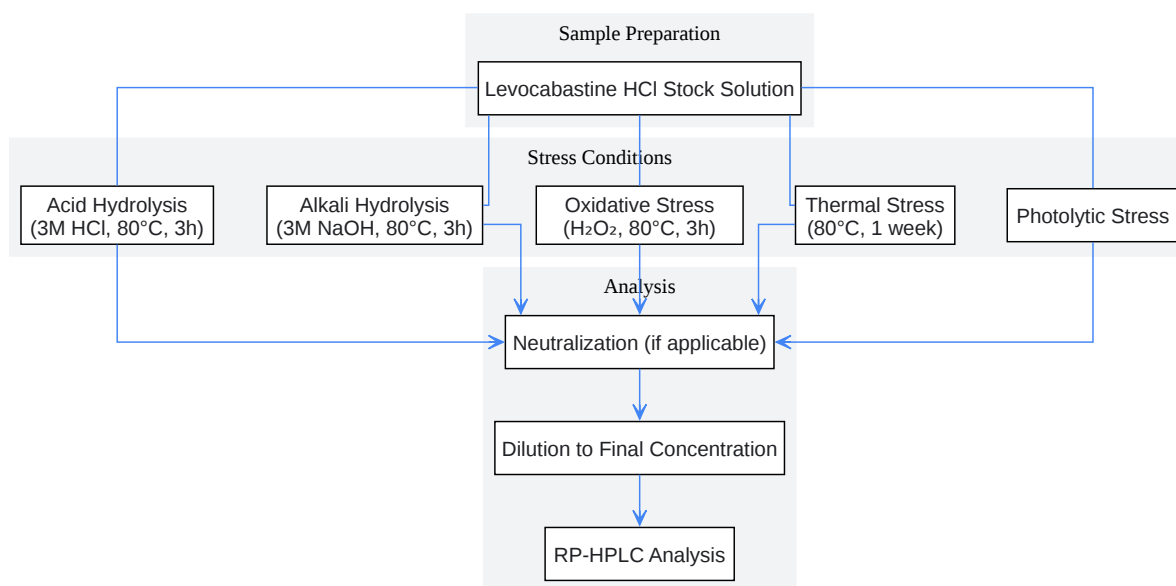 Sample Preparation
Levocabastine HCl Stock Solution
Stress Conditions
Acid Hydrolysis
(3M HCl, 80°C, 3h)
Alkali Hydrolysis
(3M NaOH, 80°C, 3h)
Oxidative Stress
(H₂O₂, 80°C, 3h)
Thermal Stress
(80°C, 1 week)
Photolytic Stress
Analysis
Neutralization (if applicable)
Dilution to Final Concentration
RP-HPLC Analysis